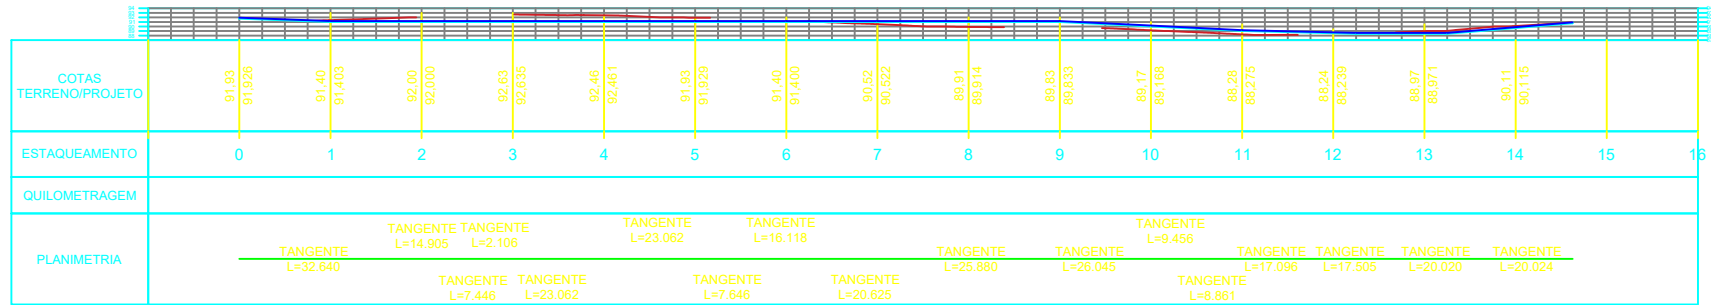 COTAS
TERRENO/PROJETO
91,93 91,926
91,40 91,403
92,00 92,000
92,63 92,635
92,46 92,461
91,93 91,929
91,40 91,400
90,52 90,522
89,91 89,914
89,83 89,833
89,17 89,168
88,28 88,275
88,24 88,239
88,97 88,971
90,11 90,115
ESTAQUEAMENTO
0 1 2 3 4 5 6 7 8 9 10 11 12 13 14 15 16
QUILOMETRAGEM
PLANIMETRIA
TANGENTE
L=32.640
TANGENTE
L=14.905
TANGENTE
L=7.448
TANGENTE
L=2.106
TANGENTE
L=23.062
TANGENTE
L=23.062
TANGENTE
L=7.646
TANGENTE
L=16.118
TANGENTE
L=20.625
TANGENTE
L=25.880
TANGENTE
L=26.045
TANGENTE
L=9.456
TANGENTE
L=8.881
TANGENTE
L=17.096
TANGENTE
L=17.506
TANGENTE
L=20.020
TANGENTE
L=20.024